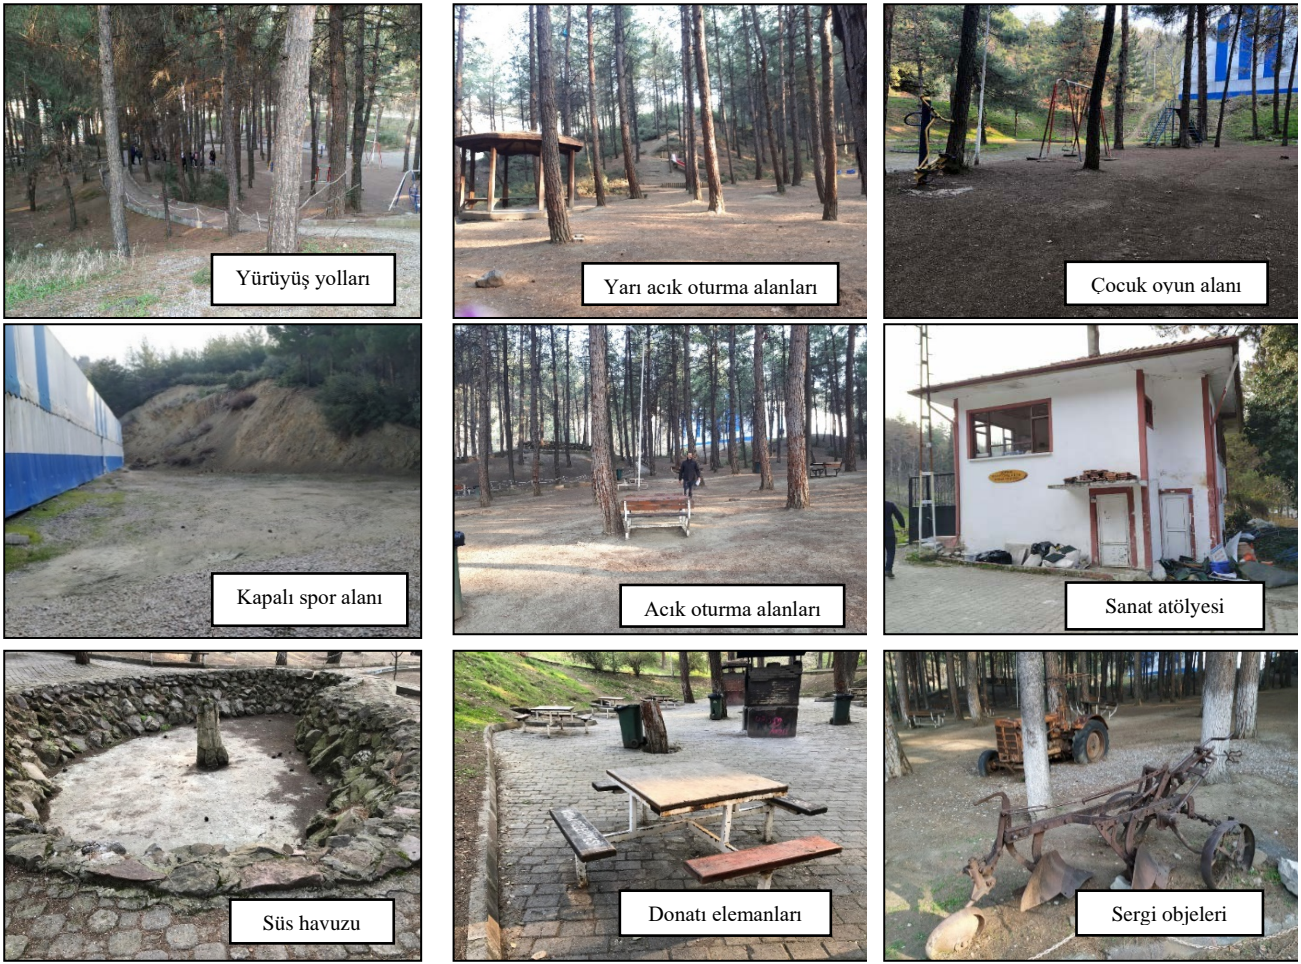 Yürüyüş yolları
Yarı acık oturma alanları
Çocuk oyun alanı
Kapalı spor alanı
Acık oturma alanları
Sanat atölyesi
Süs havuzu
Donatı elemanları
Sergi objeleri